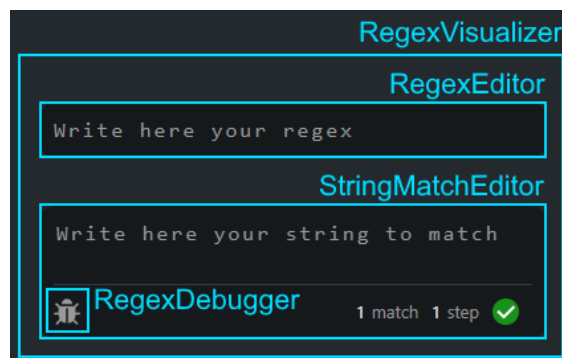 RegexVisualizer
RegexEditor
Write here your regex
StringMatchEditor
Write here your string to match
RegexDebugger
1 match 1 step